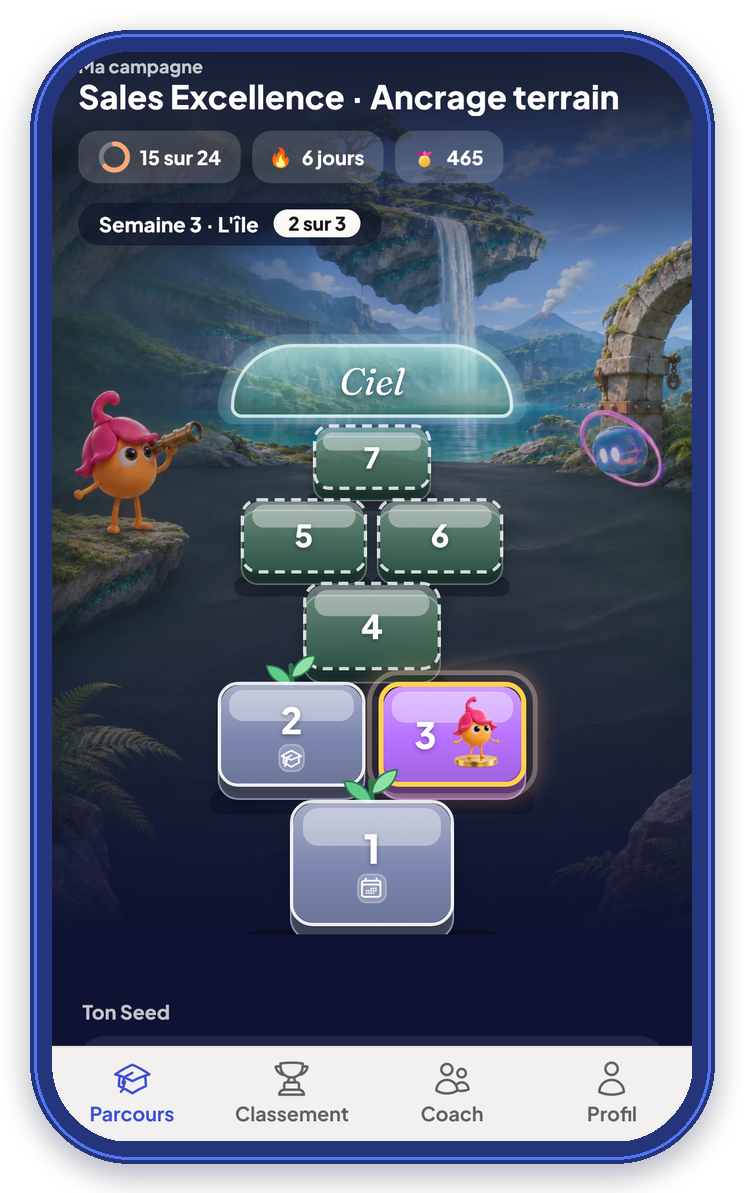 Ma campagne
Sales Excellence · Ancrage terrain
15 sur 24
6 jours
465
Semaine 3 · L'île
2 sur 3
Ciel
7
5
6
4
2
3
1
Ton Seed
Parcours
Classement
Coach
Profil